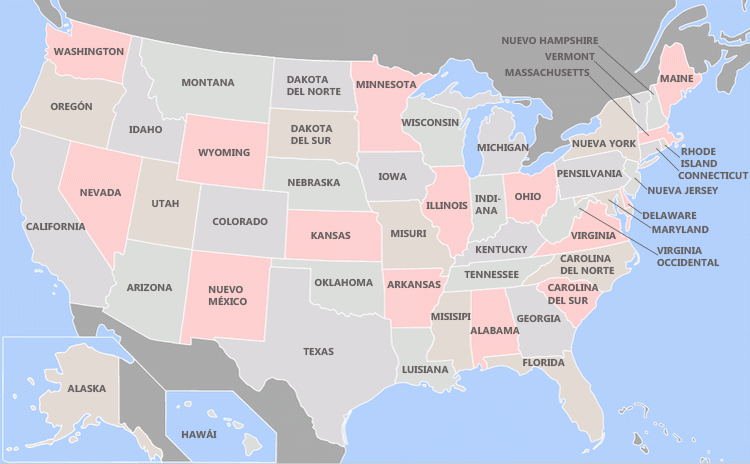 NUEVO HAMPSHIRE
VERMONT
MASSACHUSETTS
WASHINGTON
MAINE
MONTANA
DAKOTA
DEL NORTE
MINNESOTA
OREGÓN
IDAHO
WISCONSIN
DAKOTA
DEL SUR
MICHIGAN
NUEVA YORK
WYOMING
RHODE
ISLAND
CONNECTICUT
PENSILVANIA
NUEVA JERSEY
NEVADA
NEBRASKA
IOWA
UTAH
ILLINOIS
INDI-
ANA
OHIO
DELAWARE
MARYLAND
CALIFORNIA
COLORADO
KANSAS
MISURI
VIRGINIA
VIRGINIA
OCCIDENTAL
KENTUCKY
CAROLINA
DEL NORTE
TENNESSEE
ARIZONA
NUEVO
MÉXICO
OKLAHOMA
ARKANSAS
CAROLINA
DEL SUR
MISISIPI
ALABAMA
GEORGIA
TEXAS
LUISIANA
FLORIDA
ALASKA
HAWÁI